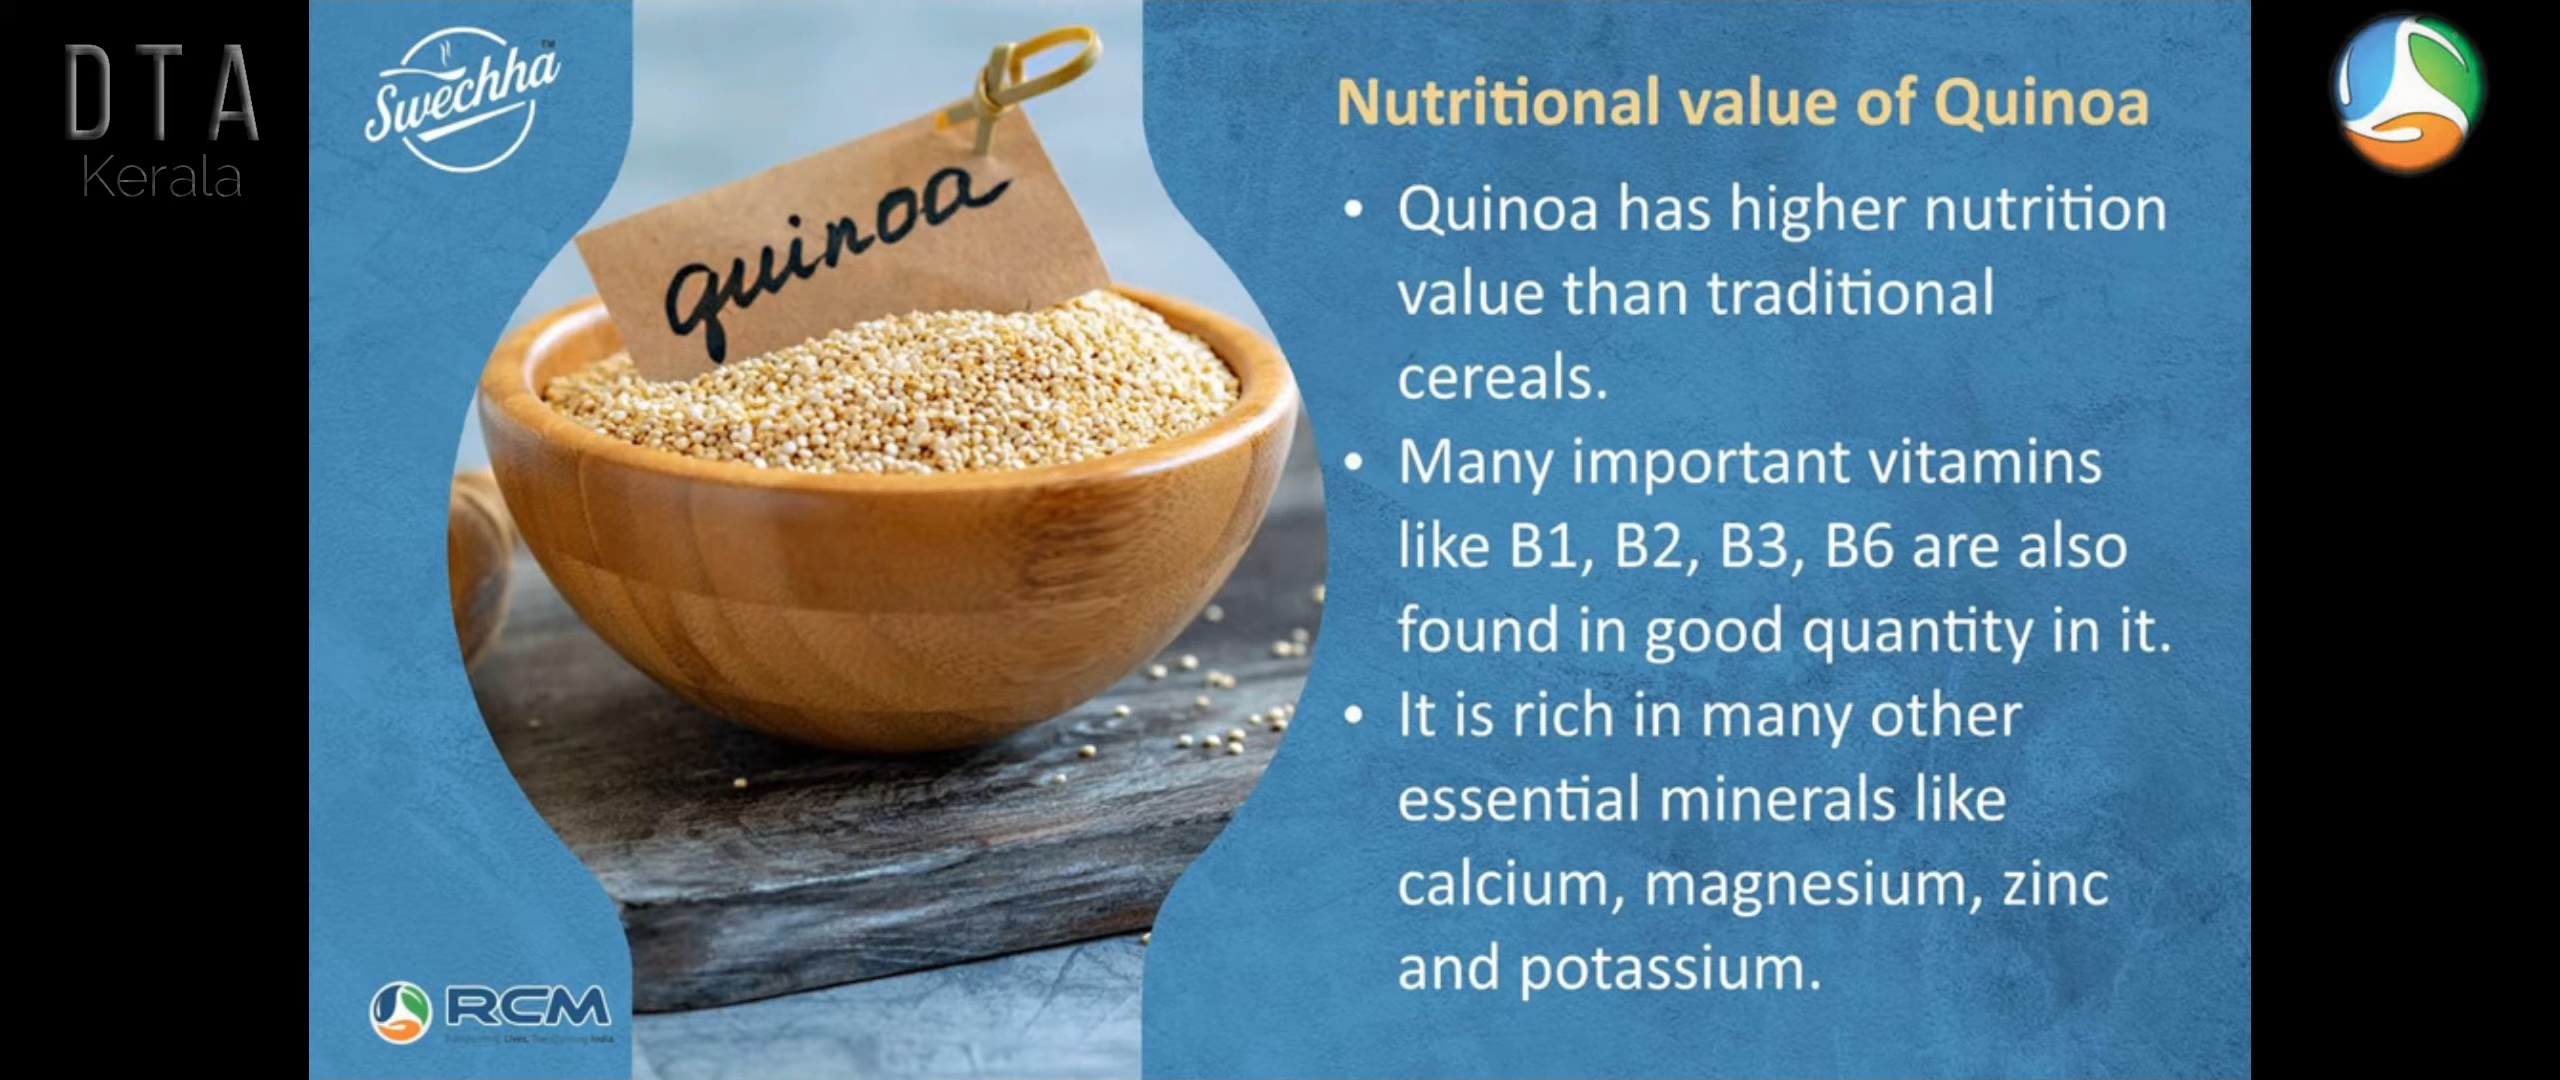 DTA
Kerala
Swechha
TM
quinoa
Nutritional value of Quinoa
• Quinoa has higher nutrition
value than traditional
cereals.
• Many important vitamins
like B1, B2, B3, B6 are also
found in good quantity in it.
• It is rich in many other
essential minerals like
calcium, magnesium, zinc
and potassium.
RCM